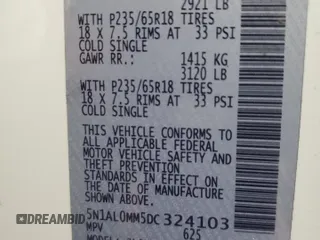 2921 LB
WITH P235/65R18 TIRES
18 X 7.5 RIMS AT 33 PSI
COLD SINGLE
GAWR RR.: 1415 KG
3120 LB
WITH P235/65R18 TIRES
18 X 7.5 RIMS AT 33 PSI
COLD SINGLE
THIS VEHICLE CONFORMS TO
ALL APPLICABLE FEDERAL
MOTOR VEHICLE SAFETY AND
THEFT PREVENTION
STANDARDS IN EFFECT ON
THE DATE OF MANUFACTURE
SHOWN ABOVE.
5N1AL0MM5DC324103
MPV 625
DREAMBID